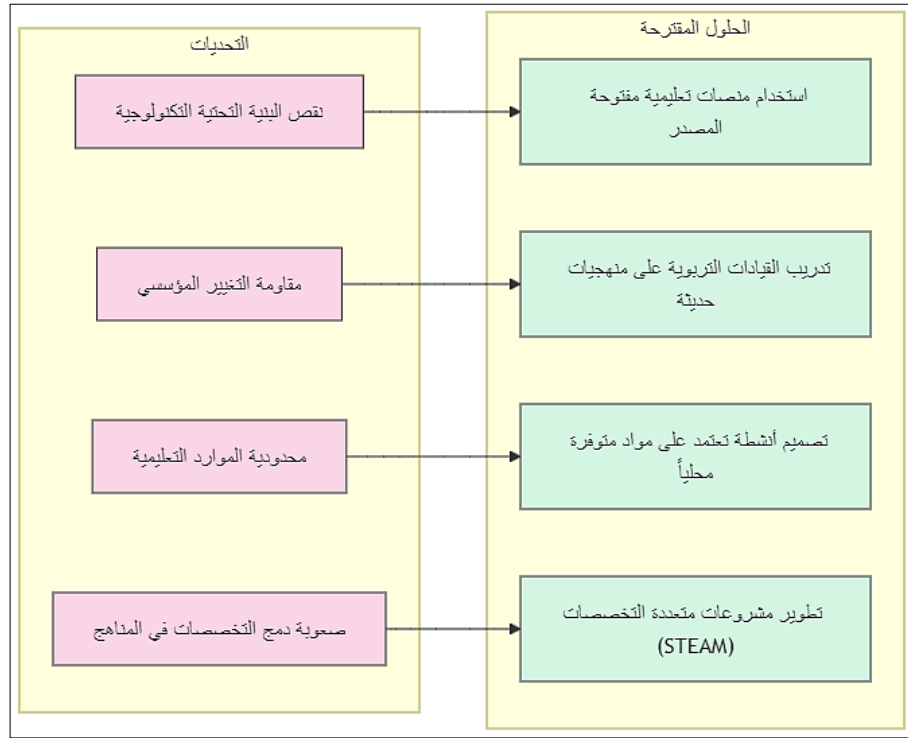 التحديات
نقص البنية التحتية التكنولوجية
مقاومة التغيير المؤسسي
محدودية الموارد التعليمية
صعوبة دمج التخصصات في المناهج
الحلول المقترحة
استخدام منصات تعليمية مفتوحة
المصدر
تدريب القيادات التربوية على منهجيات
حديثة
تصميم أنشطة تعتمد على مواد متوفرة
محلياً
تطوير مشروعات متعددة التخصصات
(STEAM)